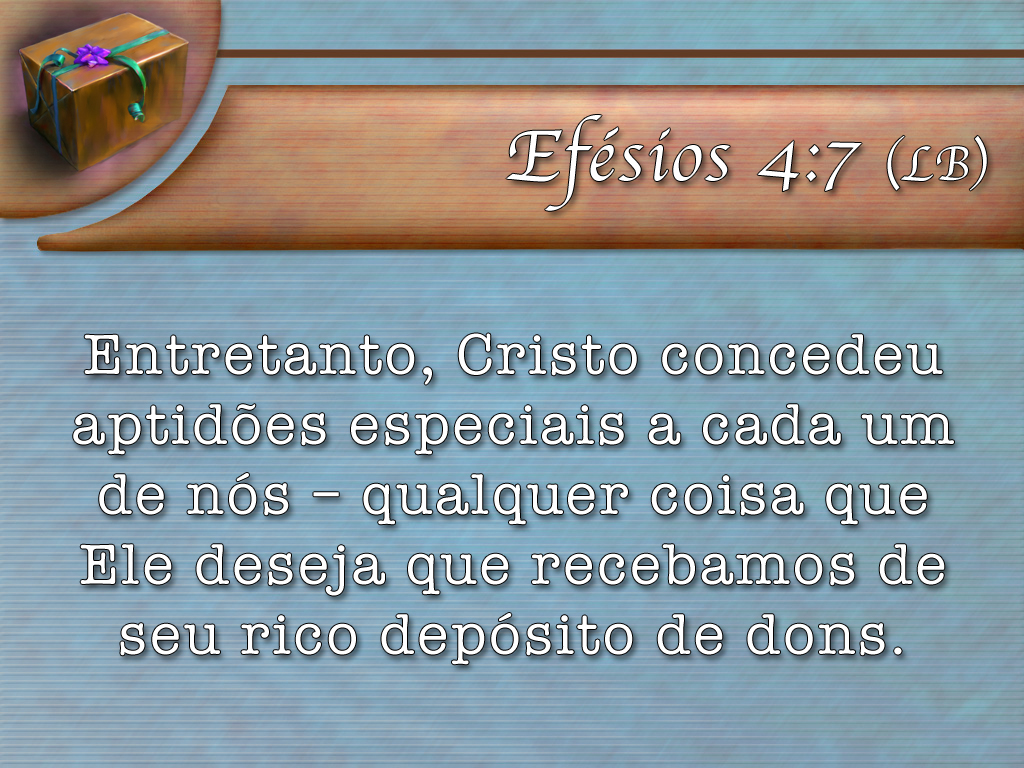 Efésios 4:7 (LB)
Entretanto, Cristo concedeu
aptidões especiais a cada um
de nós – qualquer coisa que
Ele deseja que recebamos de
seu rico depósito de dons.